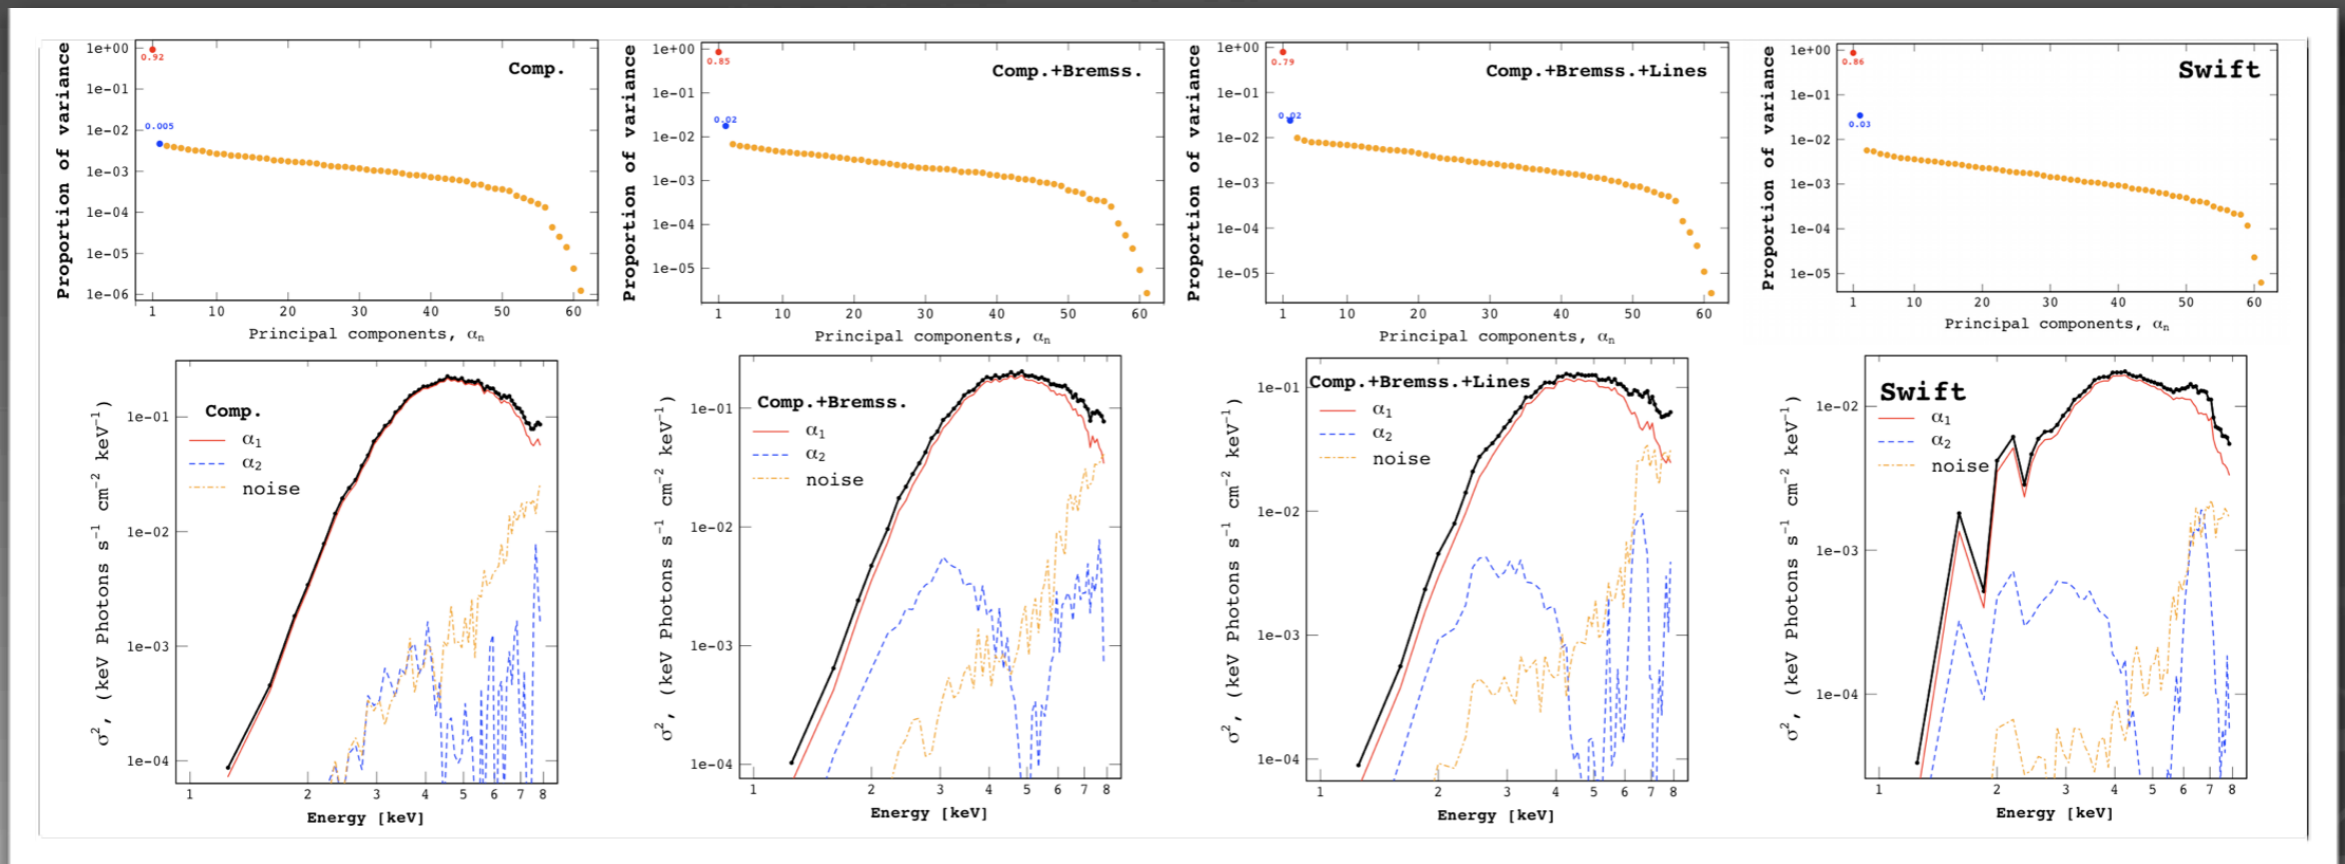 Proportion of variance
1e+00
1e-01
1e-02
1e-03
1e-04
1e-05
1e-06
0.92
0.005
Comp.
1 10 20 30 40 50 60
Principal components, αn
Proportion of variance
1e+00
1e-01
1e-02
1e-03
1e-04
1e-05
0.85
0.02
Comp.+Bremss.
1 10 20 30 40 50 60
Principal components, αn
Proportion of variance
1e+00
1e-01
1e-02
1e-03
1e-04
1e-05
0.79
0.02
Comp.+Bremss.+Lines
1 10 20 30 40 50 60
Principal components, αn
Proportion of variance
1e+00
1e-01
1e-02
1e-03
1e-04
1e-05
0.86
0.03
Swift
1 10 20 30 40 50 60
Principal components, αn
σ², (keV Photons s⁻¹ cm⁻² keV⁻¹)
1e-01
1e-02
1e-03
1e-04
Comp.
α1
α2
noise
1 2 3 4 5 6 7 8
Energy [keV]
σ², (keV Photons s⁻¹ cm⁻² keV⁻¹)
1e-01
1e-02
1e-03
1e-04
Comp.+Bremss.
α1
α2
noise
1 2 3 4 5 6 7 8
Energy [keV]
σ², (keV Photons s⁻¹ cm⁻² keV⁻¹)
1e-01
1e-02
1e-03
1e-04
Comp.+Bremss.+Lines
α1
α2
noise
1 2 3 4 5 6 7 8
Energy [keV]
σ², (keV Photons s⁻¹ cm⁻² keV⁻¹)
1e-02
1e-03
1e-04
Swift
α1
α2
noise
1 2 3 4 5 6 7 8
Energy [keV]